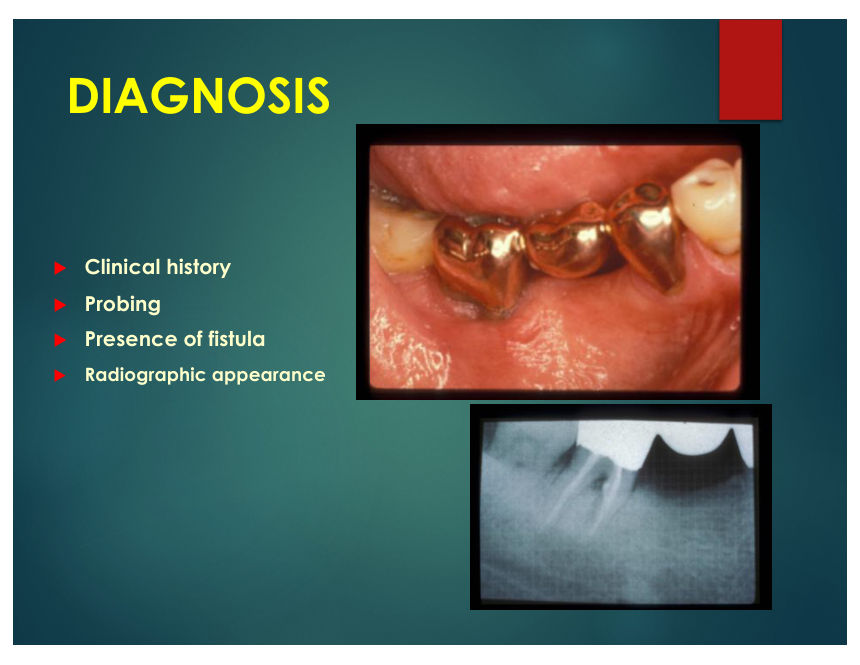 DIAGNOSIS
Clinical history
Probing
Presence of fistula
Radiographic appearance